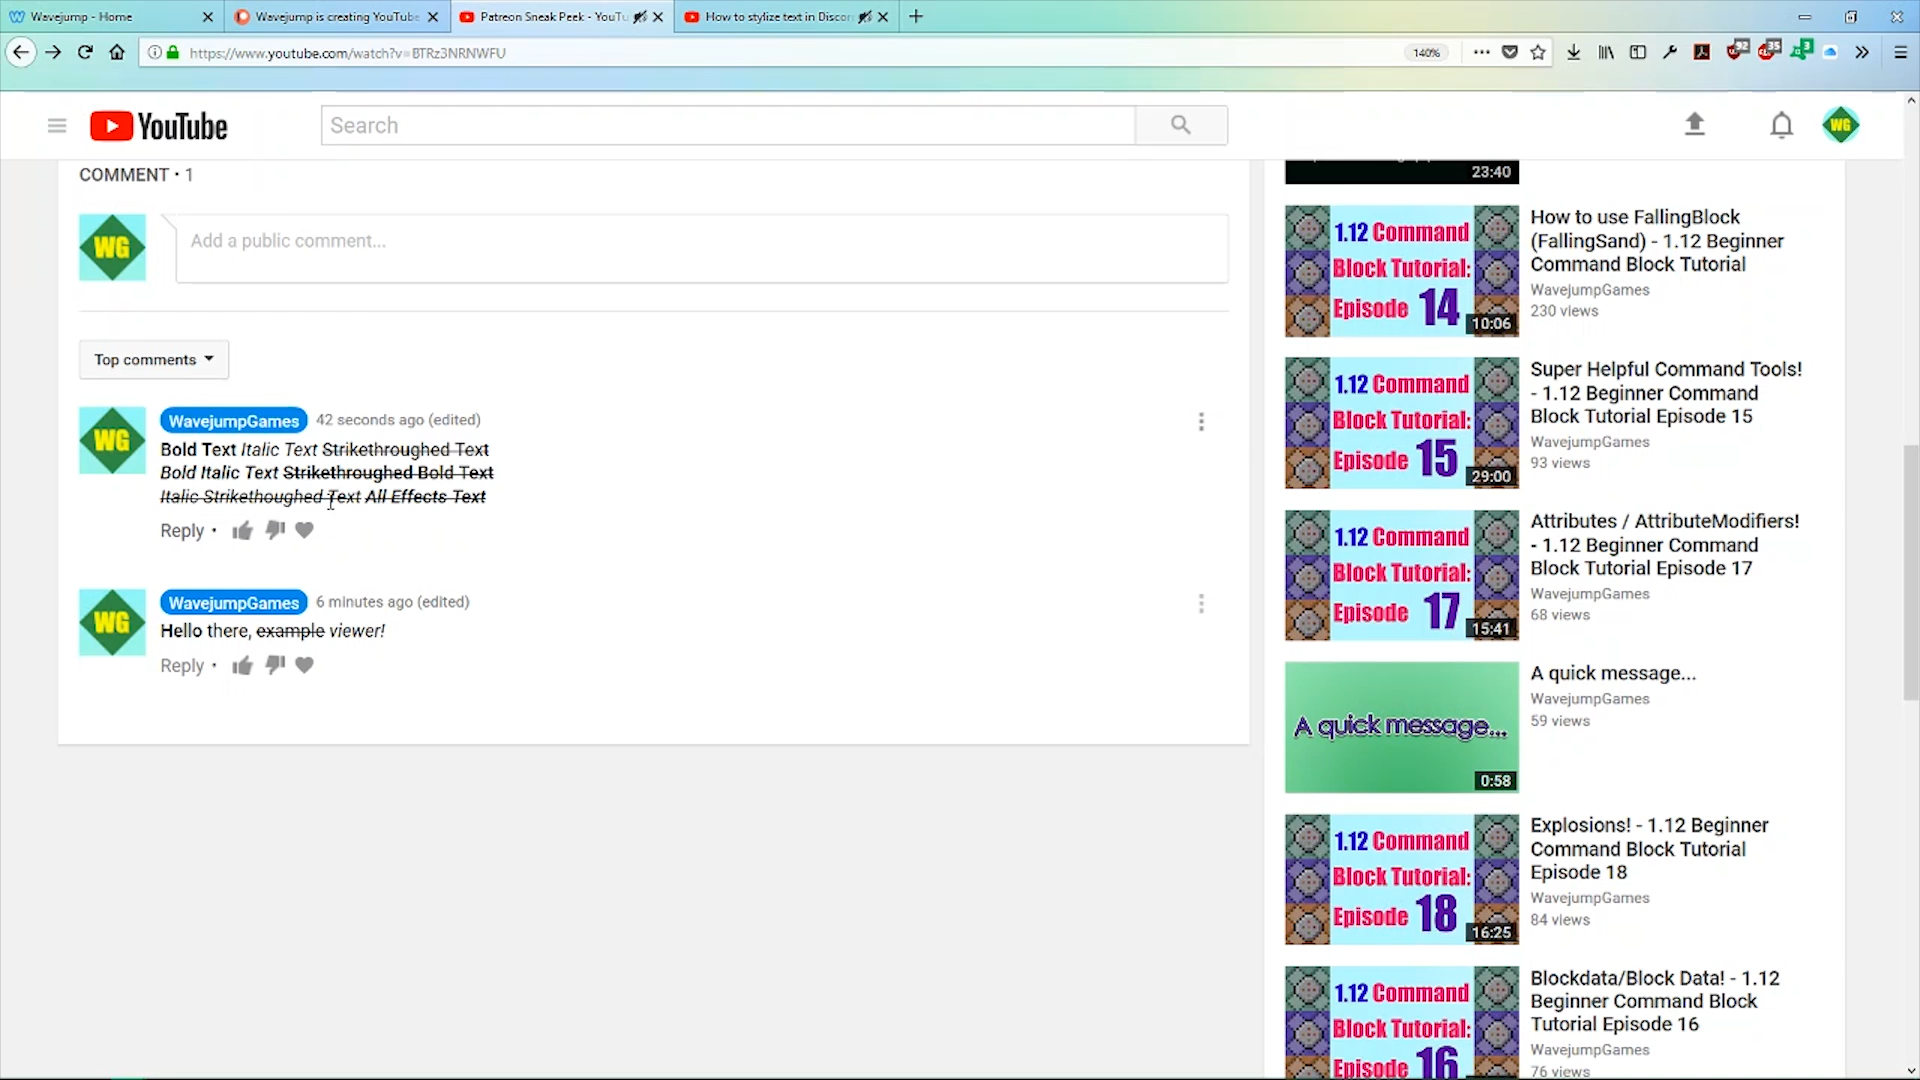 Wavejump - Home
Wavejump is creating YouTube
Patreon Sneak Peek - YouTu
How to stylize text in Discor
https://www.youtube.com/watch?v=BTRz3NRNWFU
140%
92
35
3
YouTube
Search
WG
COMMENT • 1
WG
Add a public comment...
Top comments
WG
WavejumpGames 42 seconds ago (edited)
Bold Text Italic Text Strikethroughed Text
Bold Italic Text Strikethroughed Bold Text
Italic Strikethoughed Text All Effects Text
Reply •
WG
WavejumpGames 6 minutes ago (edited)
Hello there, example viewer!
Reply •
23:40
1.12 Command
Block Tutorial:
Episode 14
10:06
How to use FallingBlock
(FallingSand) - 1.12 Beginner
Command Block Tutorial
WavejumpGames
230 views
1.12 Command
Block Tutorial:
Episode 15
29:00
Super Helpful Command Tools!
- 1.12 Beginner Command
Block Tutorial Episode 15
WavejumpGames
93 views
1.12 Command
Block Tutorial:
Episode 17
15:41
Attributes / AttributeModifiers!
- 1.12 Beginner Command
Block Tutorial Episode 17
WavejumpGames
68 views
A quick message...
0:58
A quick message...
WavejumpGames
59 views
1.12 Command
Block Tutorial:
Episode 18
16:25
Explosions! - 1.12 Beginner
Command Block Tutorial
Episode 18
WavejumpGames
84 views
1.12 Command
Block Tutorial:
Episode 16
Blockdata/Block Data! - 1.12
Beginner Command Block
Tutorial Episode 16
WavejumpGames
76 views